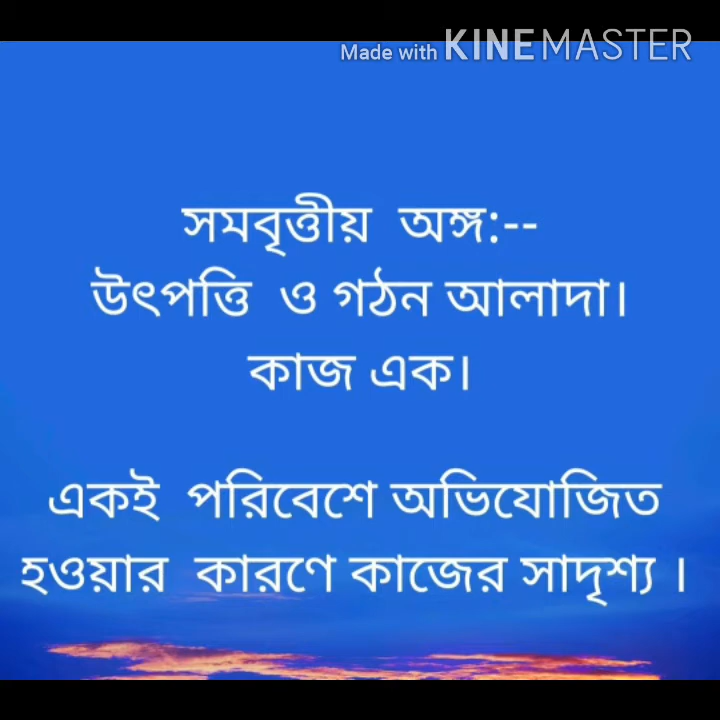 Made with KINEMASTER
সমবৃত্তীয় অঙ্গ:--
উৎপত্তি ও গঠন আলাদা।
কাজ এক।
একই পরিবেশে অভিযোজিত
হওয়ার কারণে কাজের সাদৃশ্য ।